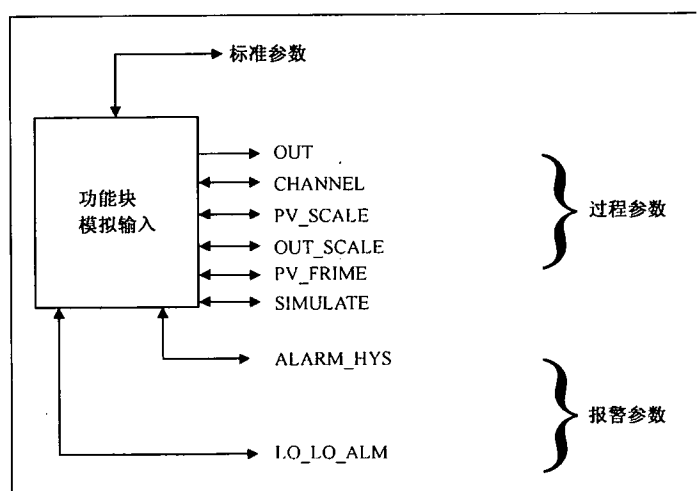 标准参数
功能块
模拟输入
OUT
CHANNEL
PV_SCALE
OUT_SCALE
PV_FRIME
SIMULATE
过程参数
ALARM_HYS
LO_LO_ALM
报警参数